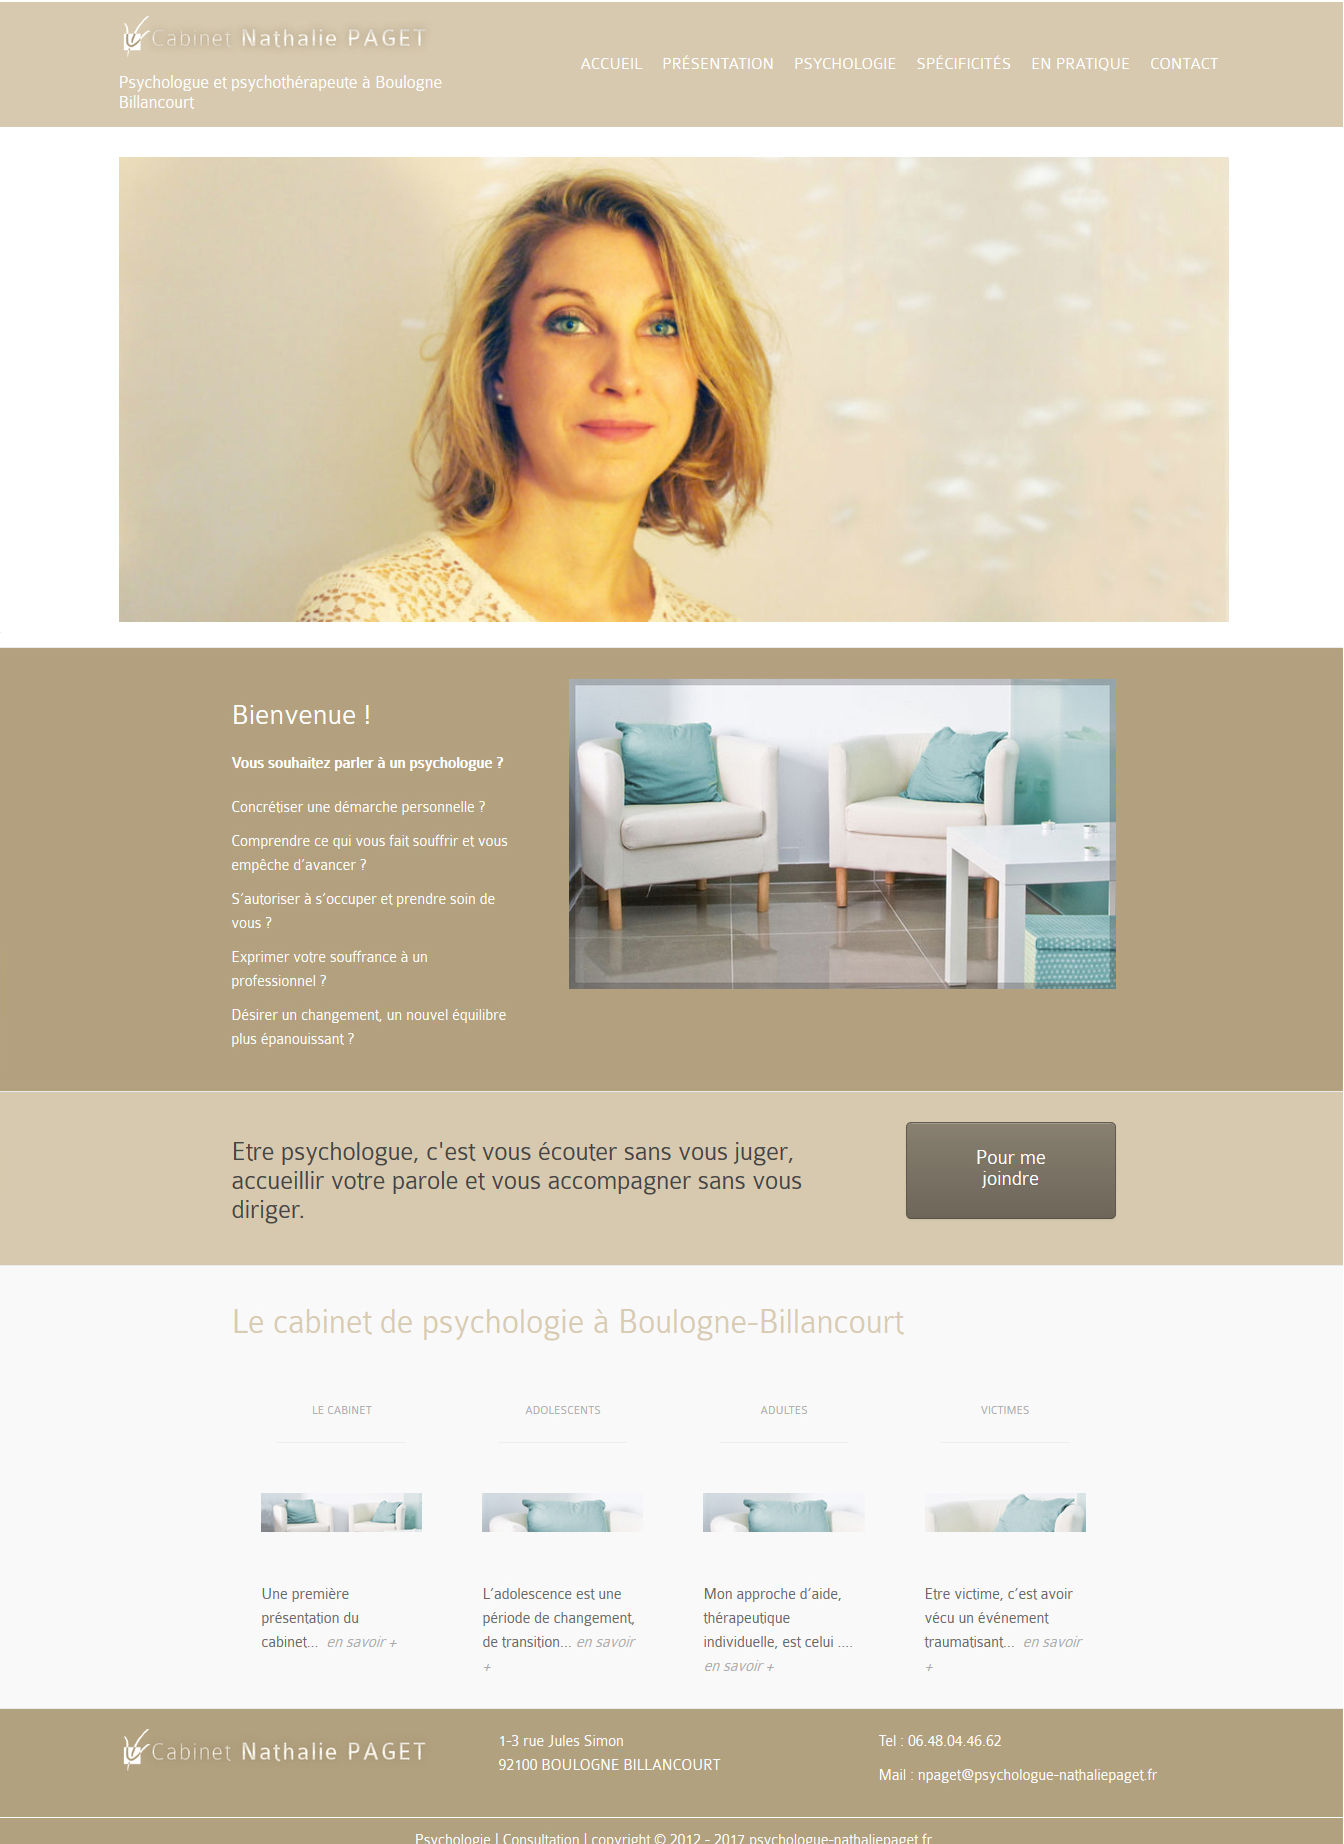 Cabinet Nathalie PAGET
Psychologue et psychothérapeute à Boulogne
Billancourt
ACCUEIL PRÉSENTATION PSYCHOLOGIE SPÉCIFICITÉS EN PRATIQUE CONTACT
Bienvenue !
Vous souhaitez parler à un psychologue ?
Concrétiser une démarche personnelle ?
Comprendre ce qui vous fait souffrir et vous
empêche d’avancer ?
S’autoriser à s’occuper et prendre soin de
vous ?
Exprimer votre souffrance à un
professionnel ?
Désirer un changement, un nouvel équilibre
plus épanouissant ?
Etre psychologue, c'est vous écouter sans vous juger,
accueillir votre parole et vous accompagner sans vous
diriger.
Pour me
joindre
Le cabinet de psychologie à Boulogne-Billancourt
LE CABINET
Une première
présentation du
cabinet... en savoir +
ADOLESCENTS
L’adolescence est une
période de changement,
de transition... en savoir
+
ADULTES
Mon approche d’aide,
thérapeutique
individuelle, est celui ....
en savoir +
VICTIMES
Etre victime, c’est avoir
vécu un événement
traumatisant... en savoir
+
Cabinet Nathalie PAGET
1-3 rue Jules Simon
92100 BOULOGNE BILLANCOURT
Tel : 06.48.04.46.62
Mail : npaget@psychologue-nathaliepaget.fr
Psychologie | Consultation | copyright © 2012 - 2017 psychologue-nathaliepaget.fr